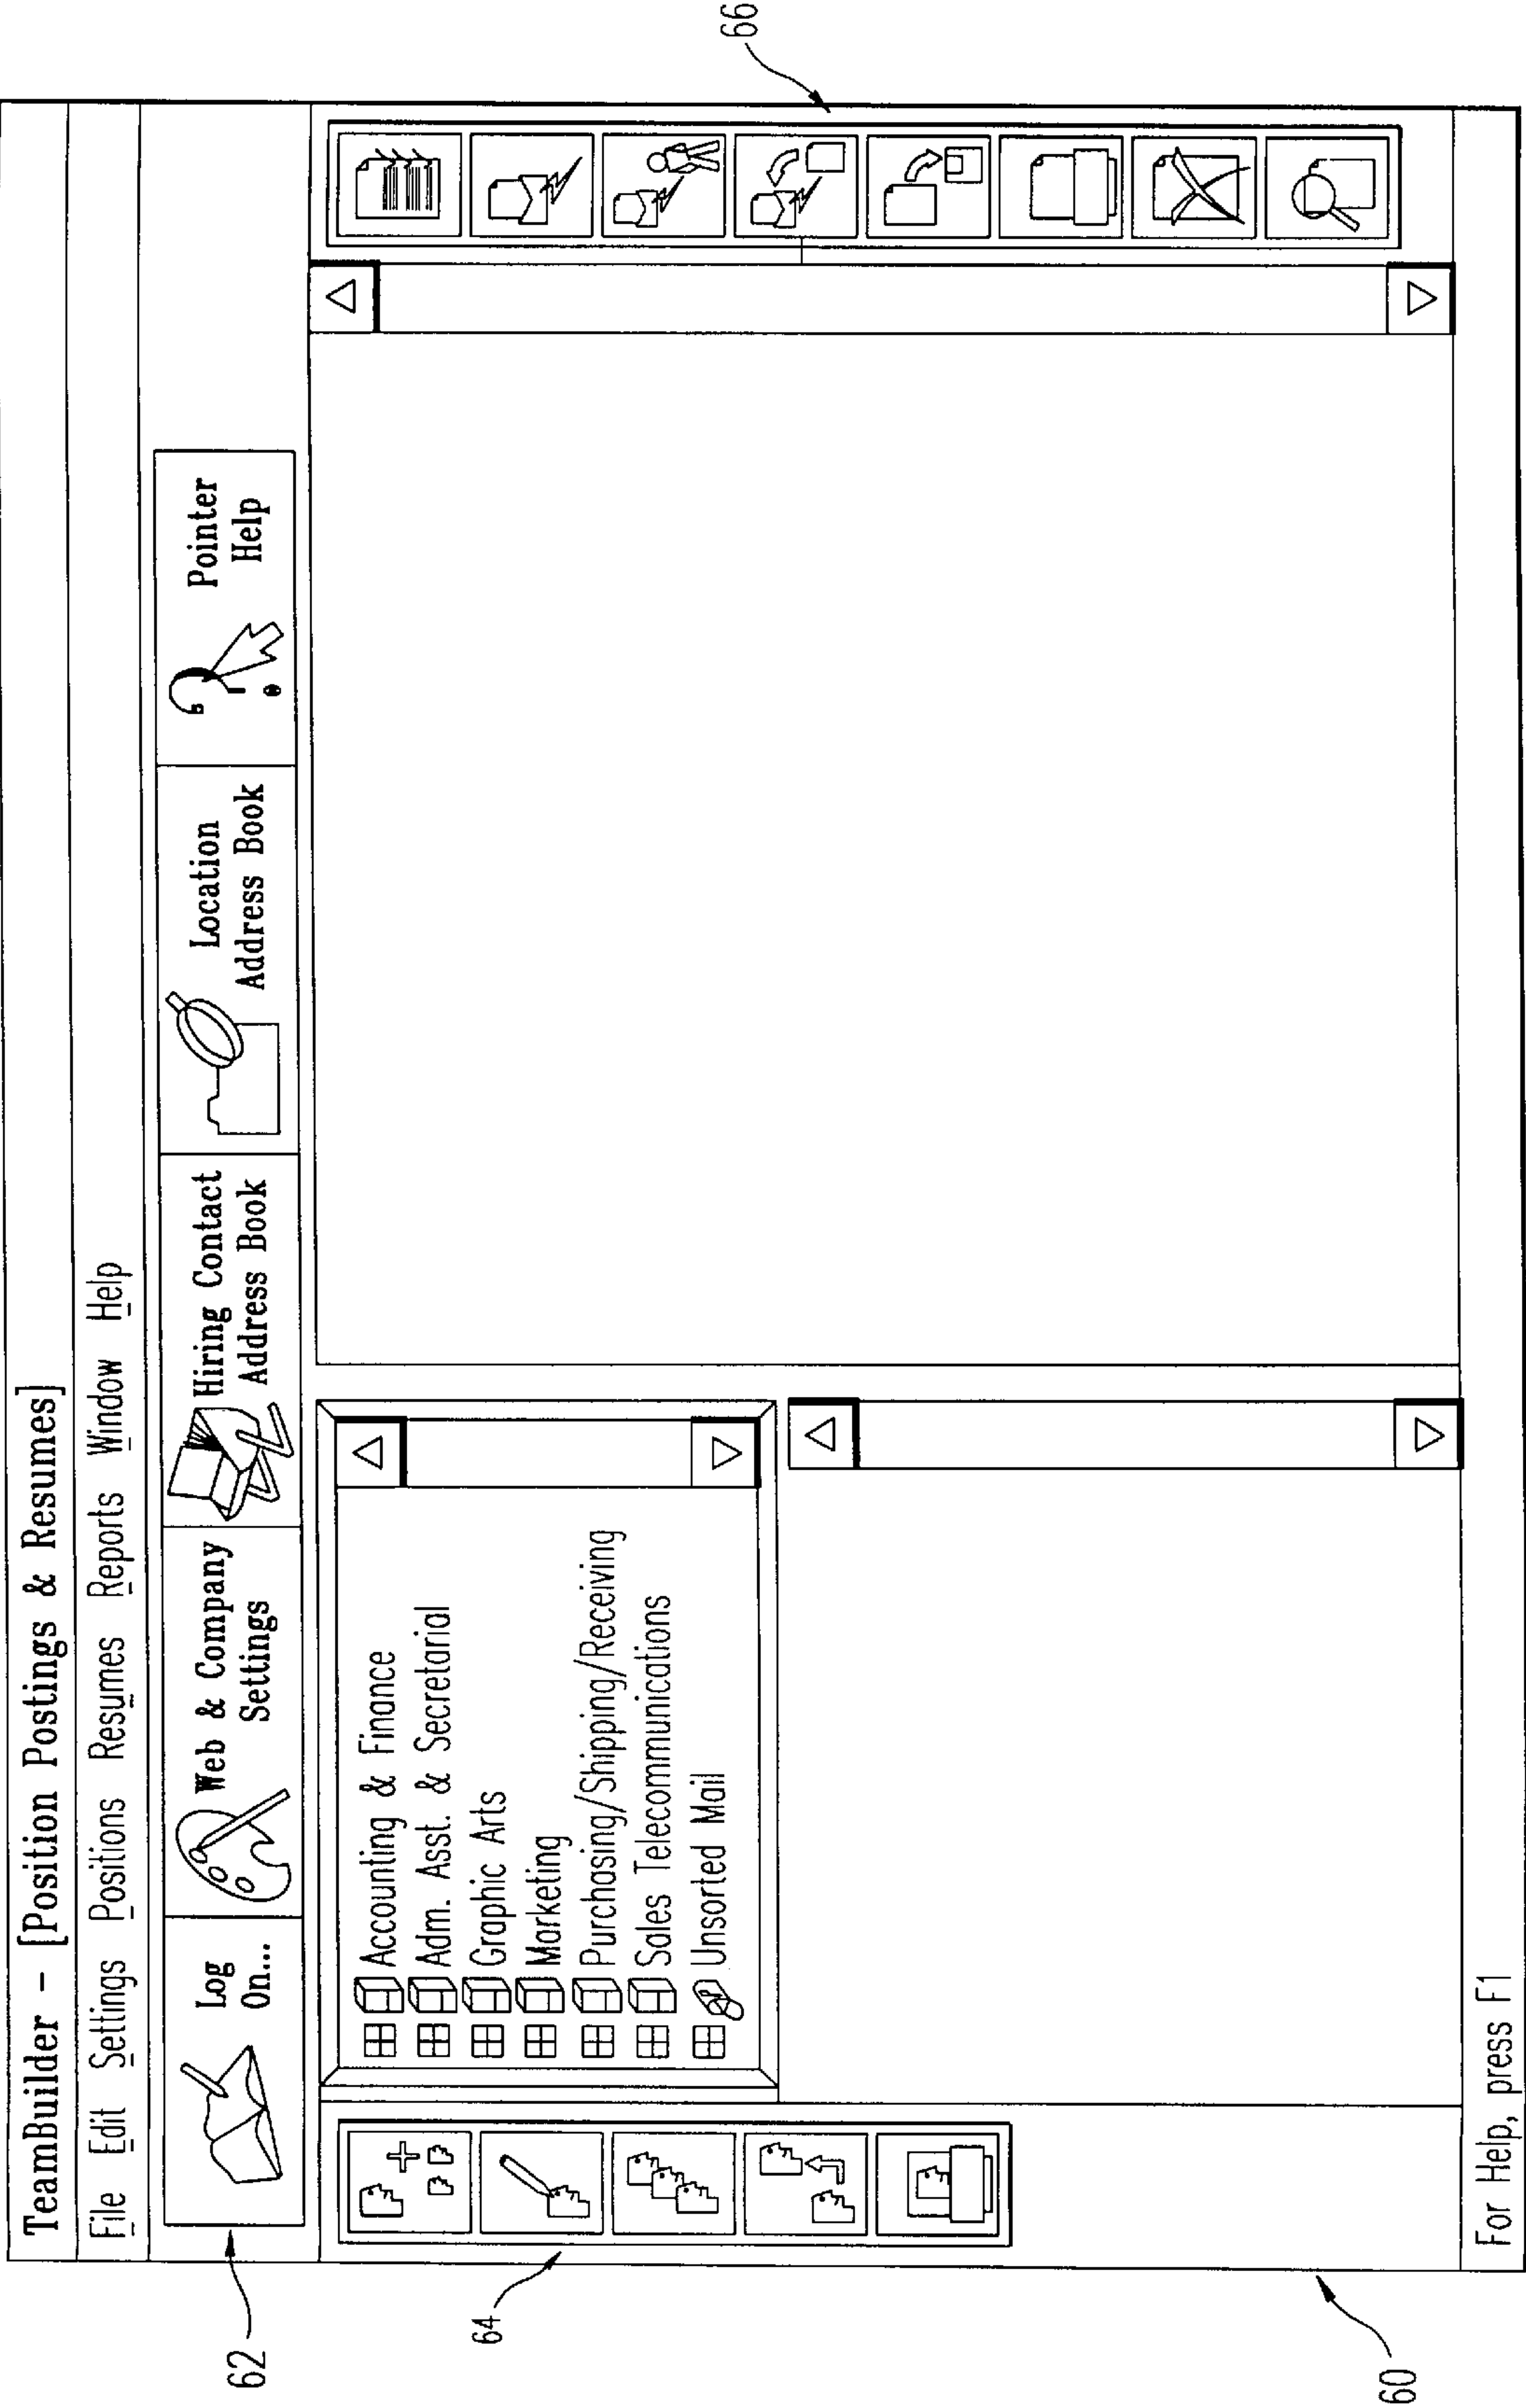 TeamBuilder - [Position Postings & Resumes]
File Edit Settings Positions Resumes Reports Window Help
Log
On...
Web & Company
Settings
Hiring Contact
Address Book
Location
Address Book
Pointer
Help
Accounting & Finance
Adm. Asst. & Secretarial
Graphic Arts
Marketing
Purchasing/Shipping/Receiving
Sales Telecommunications
Unsorted Mail
For Help, press F1
62
64
60
66